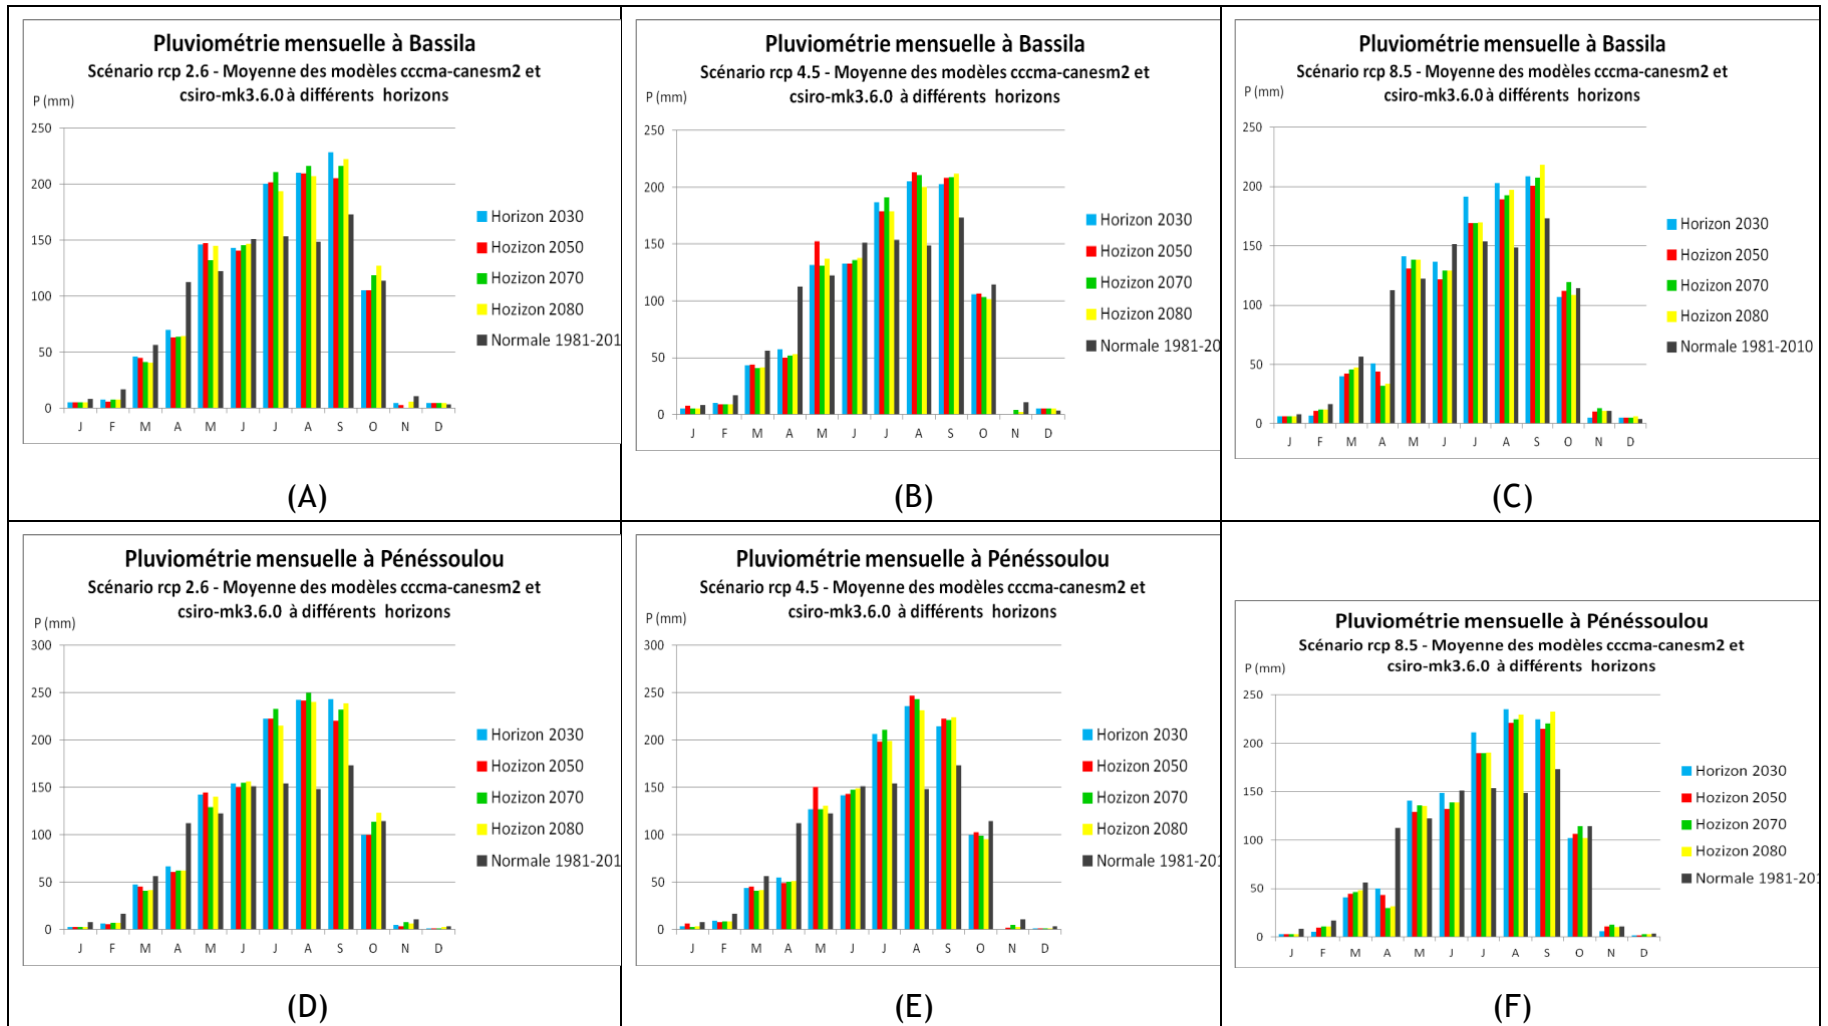 Pluviométrie mensuelle à Bassila
Scénario rcp 2.6 - Moyenne des modèles cccma-canesm2 et
csiro-mk3.6.0 à différents horizons
P (mm)
250
200
150
100
50
0
J F M A M J J A S O N D
Horizon 2030
Hozizon 2050
Hozizon 2070
Hozizon 2080
Normale 1981-201
(A)
Pluviométrie mensuelle à Bassila
Scénario rcp 4.5 - Moyenne des modèles cccma-canesm2 et
csiro-mk3.6.0 à différents horizons
P (mm)
250
200
150
100
50
0
J F M A M J J A S O N D
Horizon 2030
Hozizon 2050
Hozizon 2070
Hozizon 2080
Normale 1981-20
(B)
Pluviométrie mensuelle à Bassila
Scénario rcp 8.5 - Moyenne des modèles cccma-canesm2 et
csiro-mk3.6.0 à différents horizons
P (mm)
250
200
150
100
50
0
J F M A M J J A S O N D
Horizon 2030
Hozizon 2050
Hozizon 2070
Hozizon 2080
Normale 1981-2010
(C)
Pluviométrie mensuelle à Pénéssoulou
Scénario rcp 2.6 - Moyenne des modèles cccma-canesm2 et
csiro-mk3.6.0 à différents horizons
P (mm)
300
250
200
150
100
50
0
J F M A M J J A S O N D
Horizon 2030
Hozizon 2050
Hozizon 2070
Hozizon 2080
Normale 1981-201
(D)
Pluviométrie mensuelle à Pénéssoulou
Scénario rcp 4.5 - Moyenne des modèles cccma-canesm2 et
csiro-mk3.6.0 à différents horizons
P (mm)
300
250
200
150
100
50
0
J F M A M J J A S O N D
Horizon 2030
Hozizon 2050
Hozizon 2070
Hozizon 2080
Normale 1981-201
(E)
Pluviométrie mensuelle à Pénéssoulou
Scénario rcp 8.5 - Moyenne des modèles cccma-canesm2 et
csiro-mk3.6.0 à différents horizons
P (mm)
250
200
150
100
50
0
J F M A M J J A S O N D
Horizon 2030
Hozizon 2050
Hozizon 2070
Hozizon 2080
Normale 1981-201
(F)